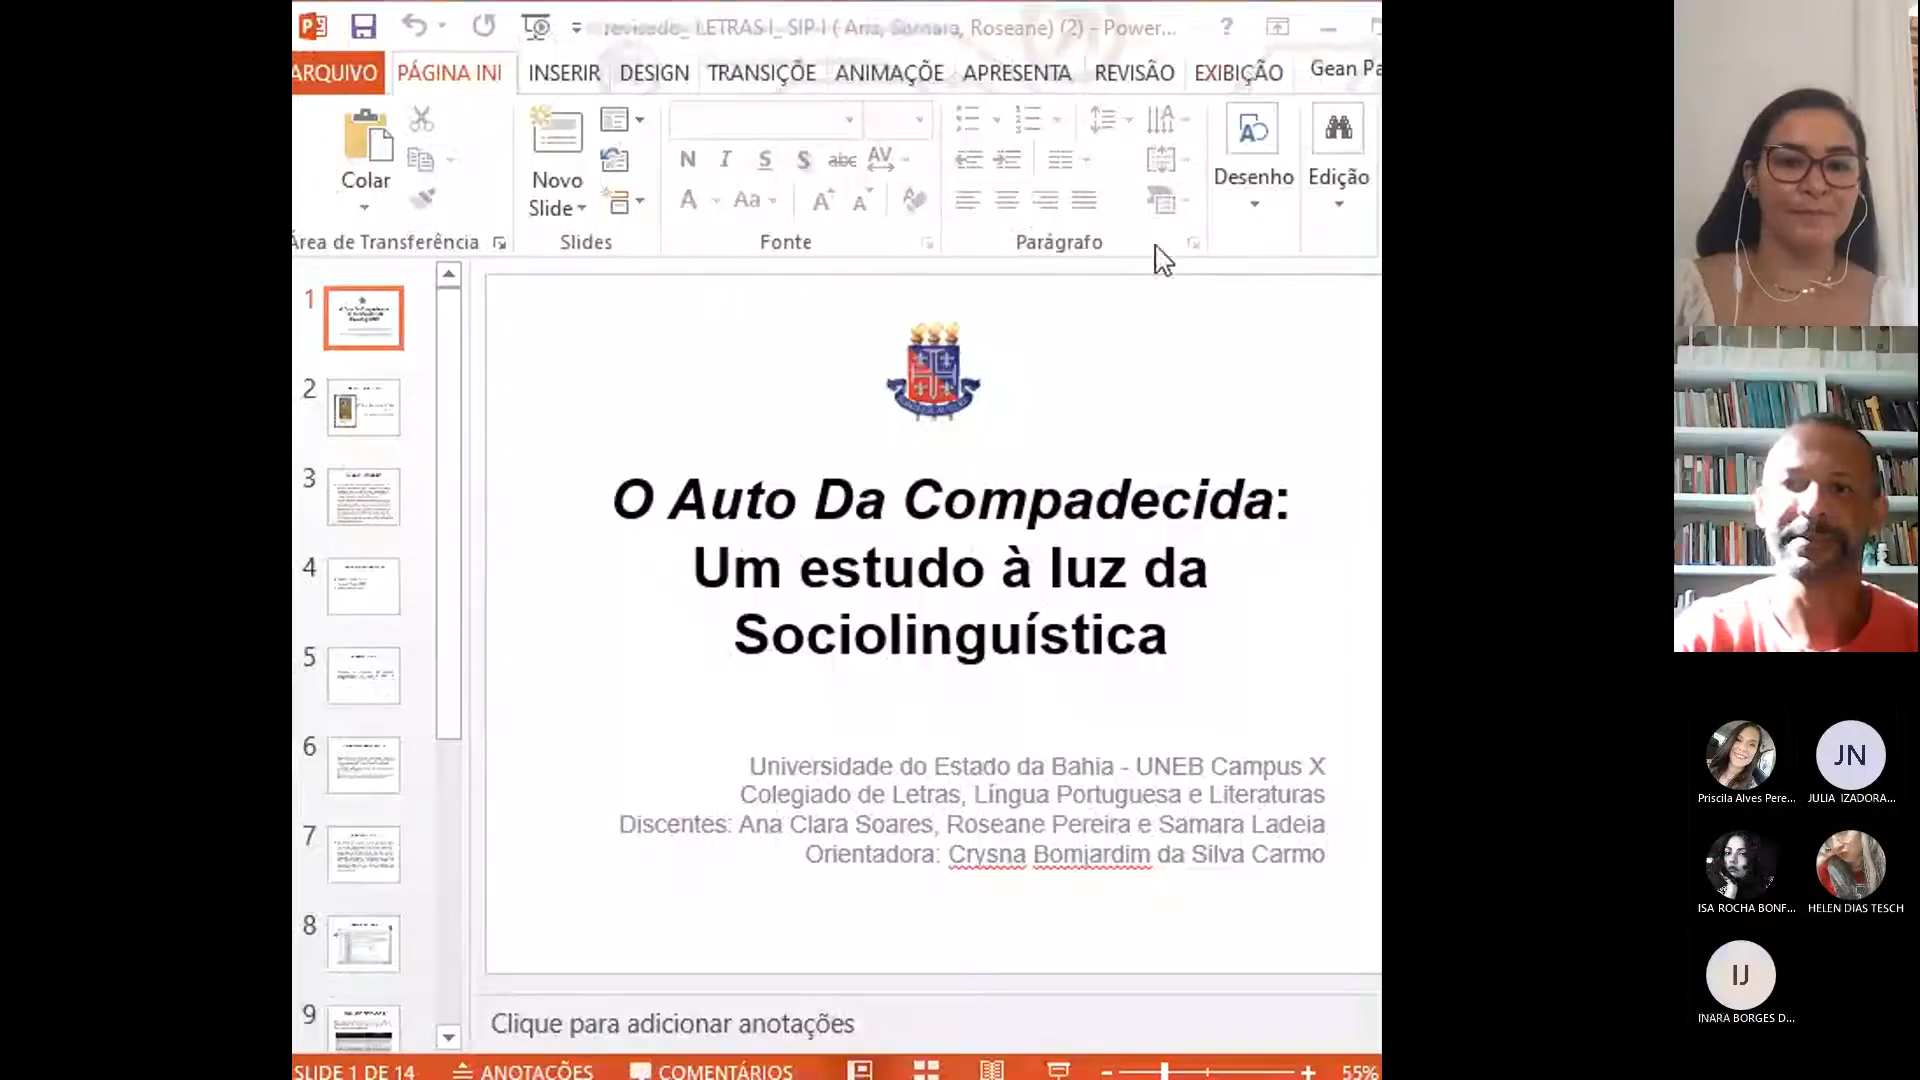 revisedo_ LETRAS I_ SIP-I ( Ana, Samara, Roseane) (2) - Power...
ARQUIVO PÁGINA INI INSERIR DESIGN TRANSIÇÕE ANIMAÇÕE APRESENTA REVISÃO EXIBIÇÃO Gean Pa
Colar
Novo
Slide
Desenho
Edição
Área de Transferência Slides Fonte Parágrafo
1
2
3
4
5
6
7
8
9
O Auto Da Compadecida:
Um estudo à luz da
Sociolinguística
Universidade do Estado da Bahia - UNEB Campus X
Colegiado de Letras, Língua Portuguesa e Literaturas
Discentes: Ana Clara Soares, Roseane Pereira e Samara Ladeia
Orientadora: Crysna Bomjardim da Silva Carmo
Clique para adicionar anotações
SLIDE 1 DE 14 ANOTAÇÕES COMENTÁRIOS 55%
Priscila Alves Pere...
JN
JULIA IZADORA...
ISA ROCHA BONF...
HELEN DIAS TESCH
IJ
INARA BORGES D...